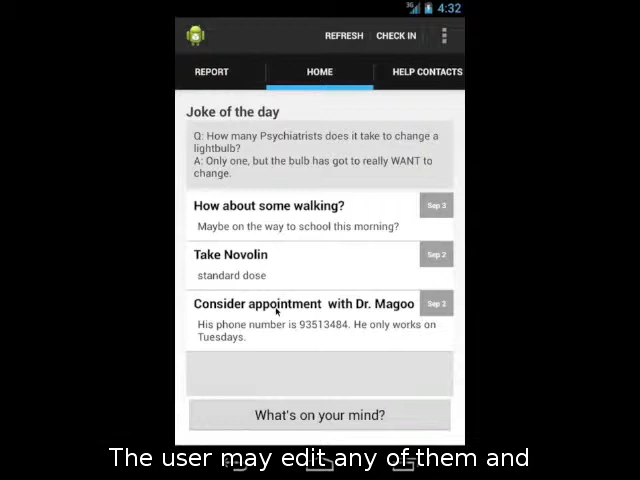 3G 4:32
REFRESH CHECK IN
REPORT HOME HELP CONTACTS
Joke of the day
Q: How many Psychiatrists does it take to change a
lightbulb?
A: Only one, but the bulb has got to really WANT to
change.
How about some walking? Sep 3
Maybe on the way to school this morning?
Take Novolin Sep 2
standard dose
Consider appointment with Dr. Magoo Sep 2
His phone number is 93513484. He only works on
Tuesdays.
What's on your mind?
The user may edit any of them and